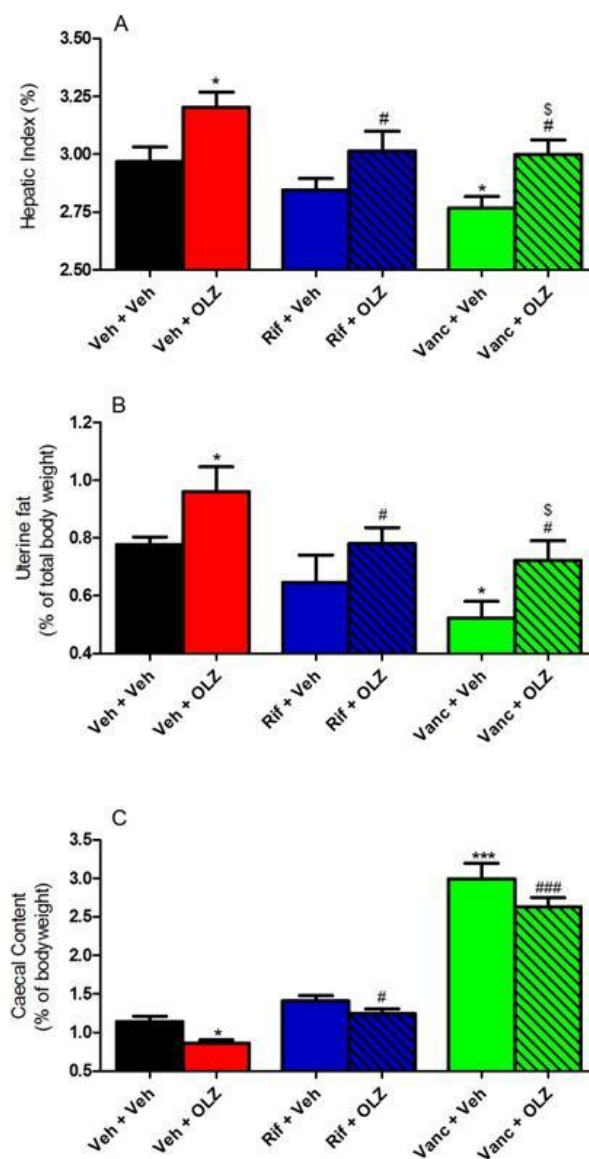 A
Hepatic Index (%)
3.50
3.25
3.00
2.75
2.50
*
#
*
$
#
Veh + Veh
Veh + OLZ
Rif + Veh
Rif + OLZ
Vanc + Veh
Vanc + OLZ
B
Uterine fat
(% of total body weight)
1.2
1.0
0.8
0.6
0.4
*
#
*
$
#
Veh + Veh
Veh + OLZ
Rif + Veh
Rif + OLZ
Vanc + Veh
Vanc + OLZ
C
Caecal Content
(% of bodyweight)
3.5
3.0
2.5
2.0
1.5
1.0
0.5
*
#
***
###
Veh + Veh
Veh + OLZ
Rif + Veh
Rif + OLZ
Vanc + Veh
Vanc + OLZ